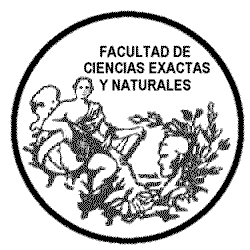 FACULTAD DE
CIENCIAS EXACTAS
Y NATURALES